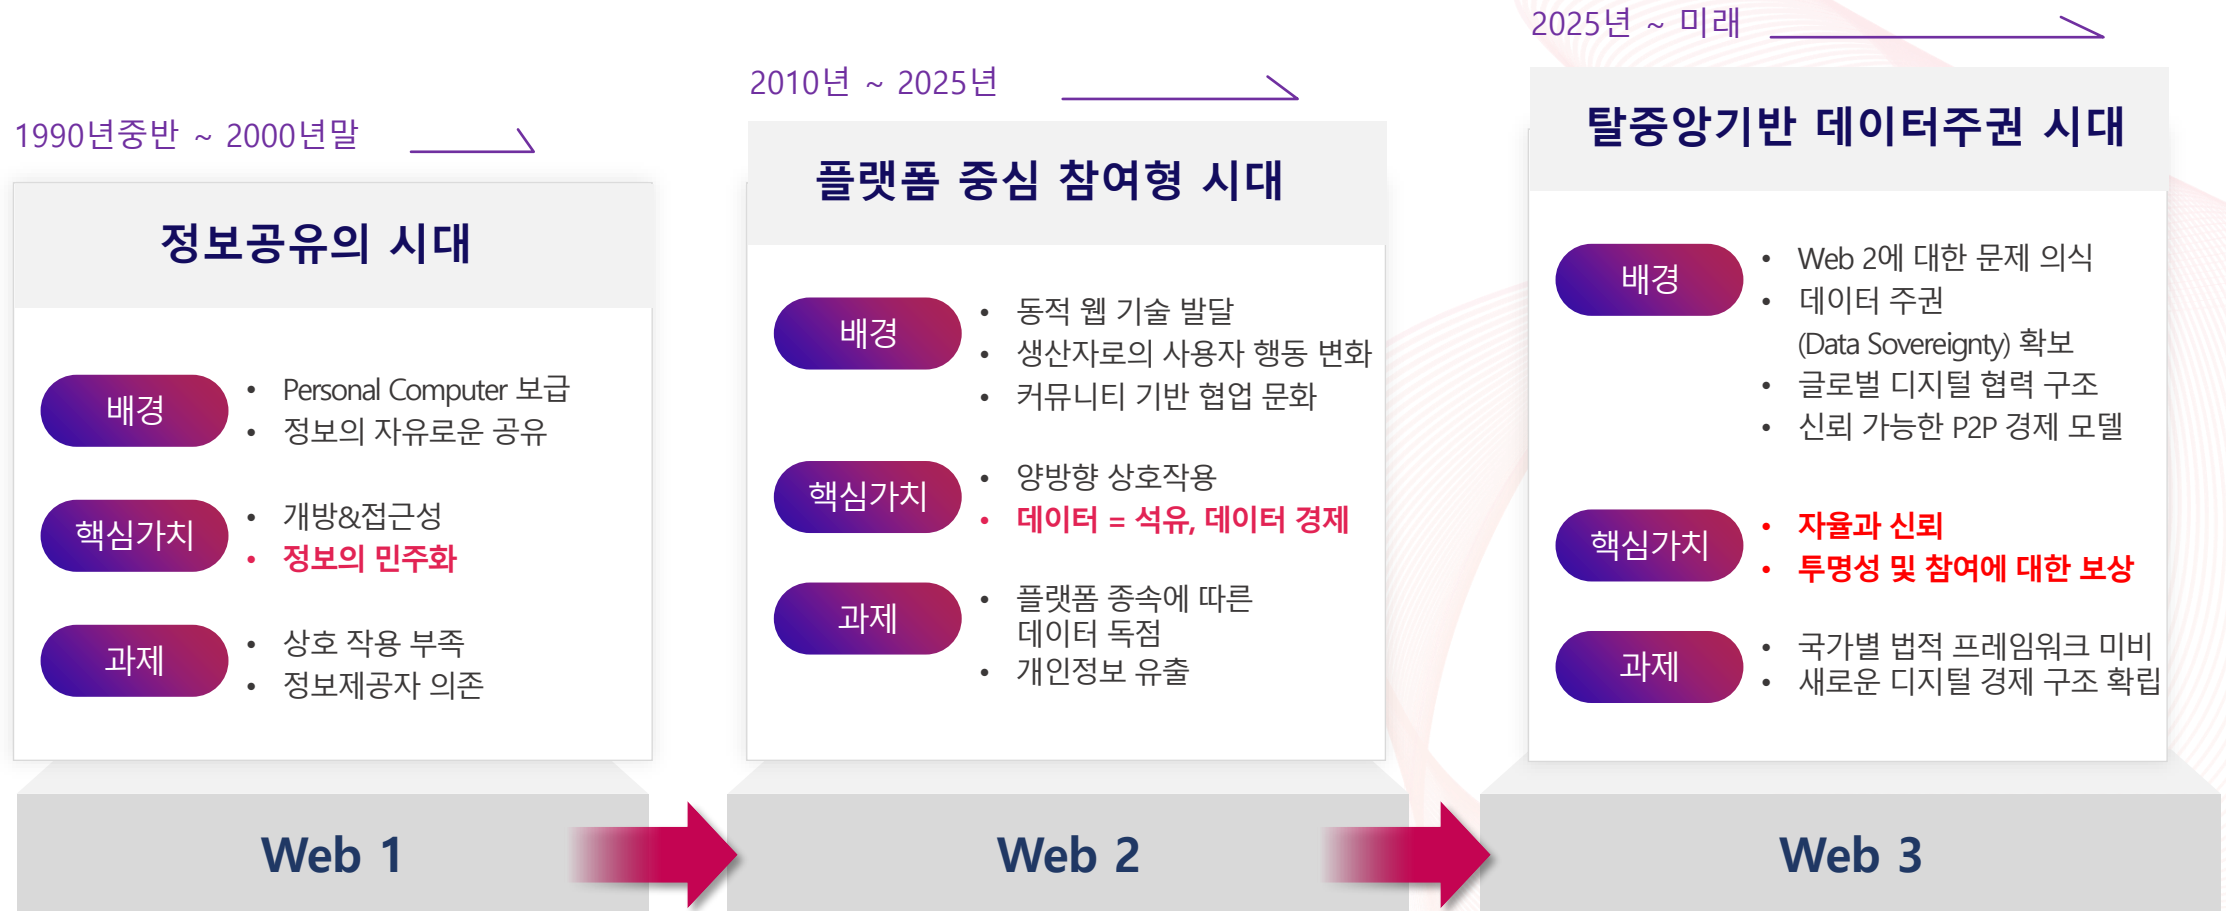 1990년중반 ~ 2000년말
정보공유의 시대
배경
• Personal Computer 보급
• 정보의 자유로운 공유
핵심가치
• 개방&접근성
• 정보의 민주화
과제
• 상호 작용 부족
• 정보제공자 의존
Web 1
2010년 ~ 2025년
플랫폼 중심 참여형 시대
배경
• 동적 웹 기술 발달
• 생산자로의 사용자 행동 변화
• 커뮤니티 기반 협업 문화
핵심가치
• 양방향 상호작용
• 데이터 = 석유, 데이터 경제
과제
• 플랫폼 종속에 따른
데이터 독점
• 개인정보 유출
Web 2
2025년 ~ 미래
탈중앙기반 데이터주권 시대
배경
• Web 2에 대한 문제 의식
• 데이터 주권
(Data Sovereignty) 확보
• 글로벌 디지털 협력 구조
• 신뢰 가능한 P2P 경제 모델
핵심가치
• 자율과 신뢰
• 투명성 및 참여에 대한 보상
과제
• 국가별 법적 프레임워크 미비
• 새로운 디지털 경제 구조 확립
Web 3